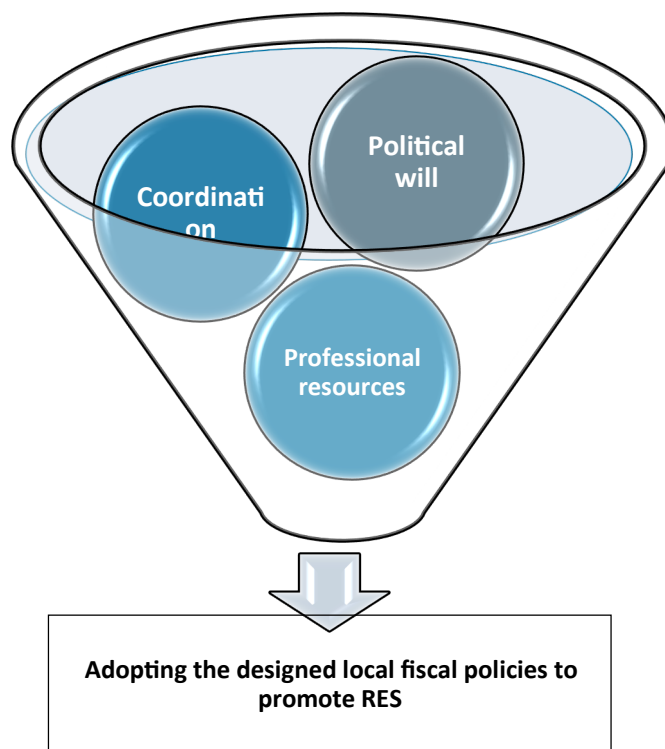 Political
will
Coordinati
on
Professional
resources
Adopting the designed local fiscal policies to
promote RES